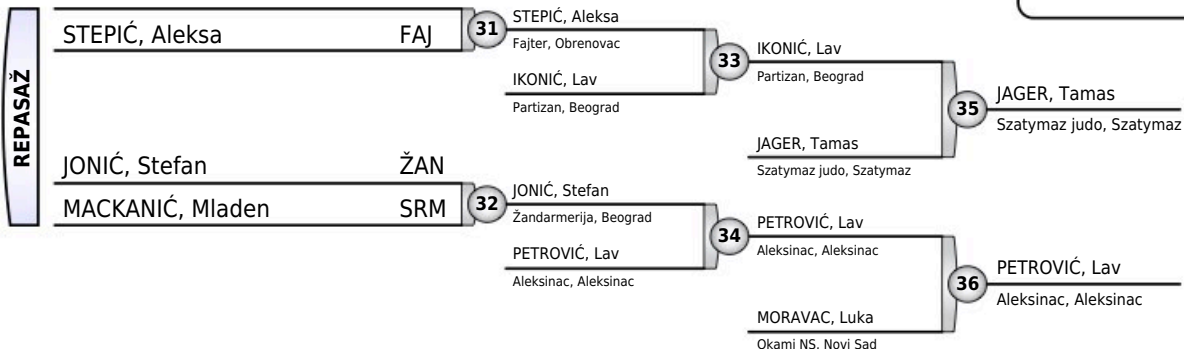 REPASAŽ
STEPIĆ, Aleksa FAJ
31
STEPIĆ, Aleksa
Fajter, Obrenovac
IKONIĆ, Lav
Partizan, Beograd
33
IKONIĆ, Lav
Partizan, Beograd
JAGER, Tamas
Szatymaz judo, Szatymaz
35
JAGER, Tamas
Szatymaz judo, Szatymaz
JONIĆ, Stefan ŽAN
MACKANIĆ, Mladen SRM
32
JONIĆ, Stefan
Žandarmerija, Beograd
PETROVIĆ, Lav
Aleksinac, Aleksinac
34
PETROVIĆ, Lav
Aleksinac, Aleksinac
MORAVAC, Luka
Okami NS, Novi Sad
36
PETROVIĆ, Lav
Aleksinac, Aleksinac